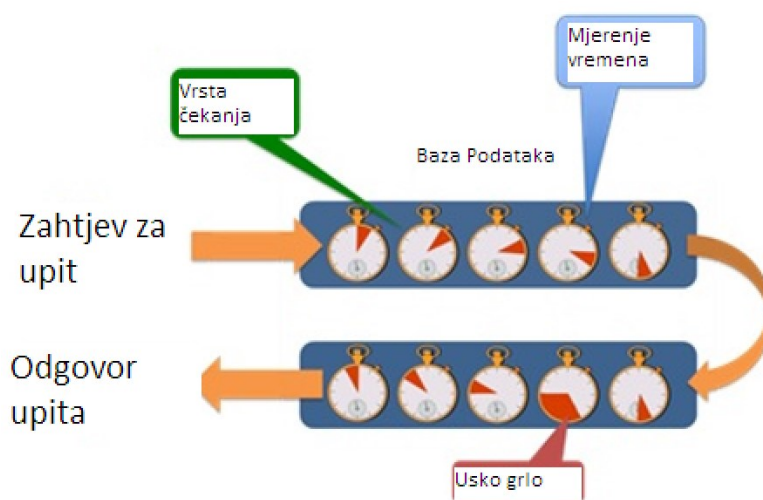 Mjerenje
vremena
Vrsta
čekanja
Baza Podataka
Zahtjev za
upit
Odgovor
upita
Usko grlo